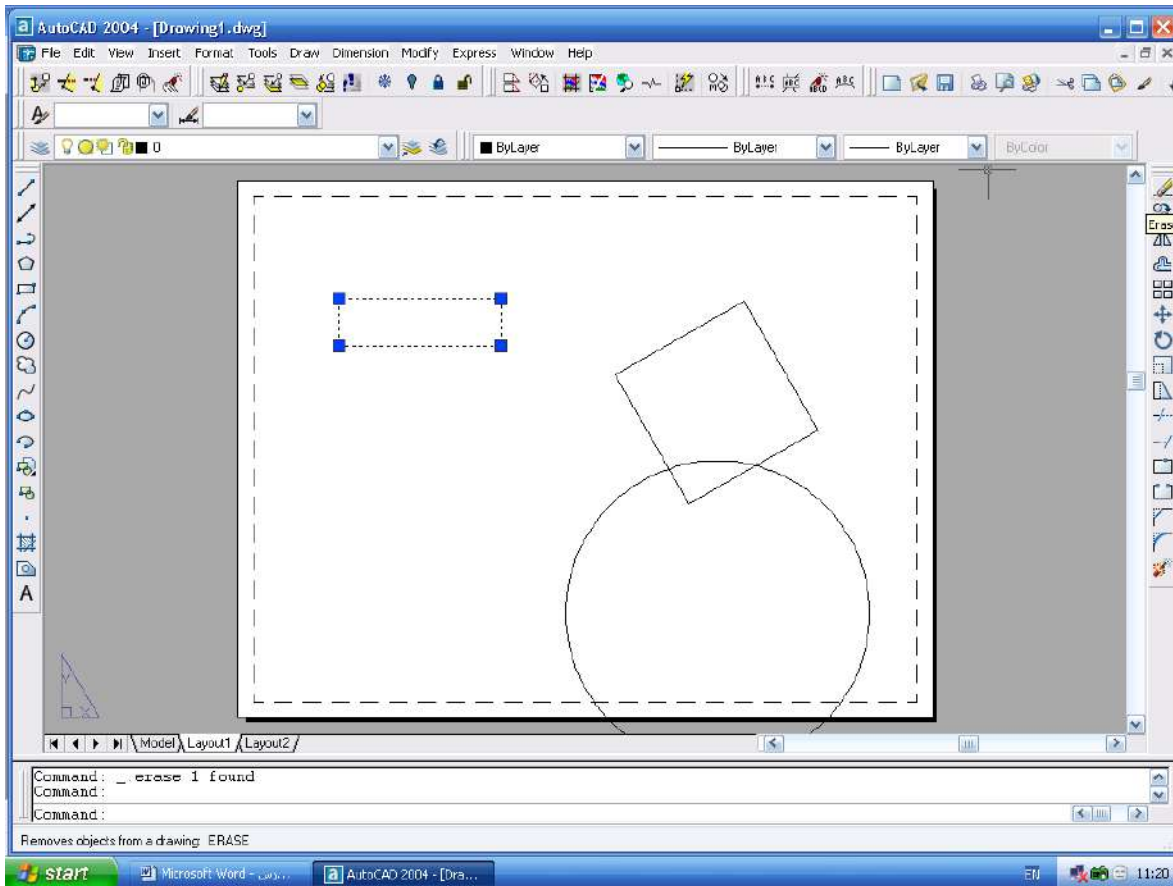 AutoCAD 2004 - [Drawing1.dwg]
File Edit View Insert Format Tools Draw Dimension Modify Express Window Help
0 ByLayer ByLayer ByLayer ByColor
Erase
A
Model Layout1 Layout2
Command: _.erase 1 found
Command:
Command:
Removes objects from a drawing: ERASE
start Microsoft Word - AutoCAD 2004 - [Dra... EN 11:20